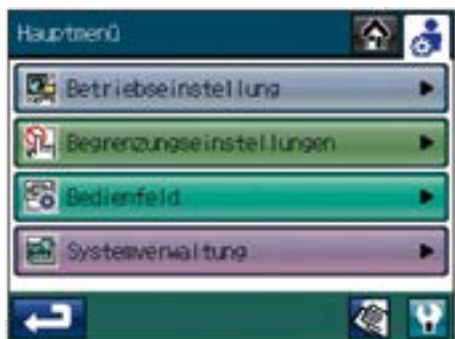 Hauptmenü
Betriebseinstellung
Begrenzungseinstellungen
Bedienfeld
Systemverwaltung